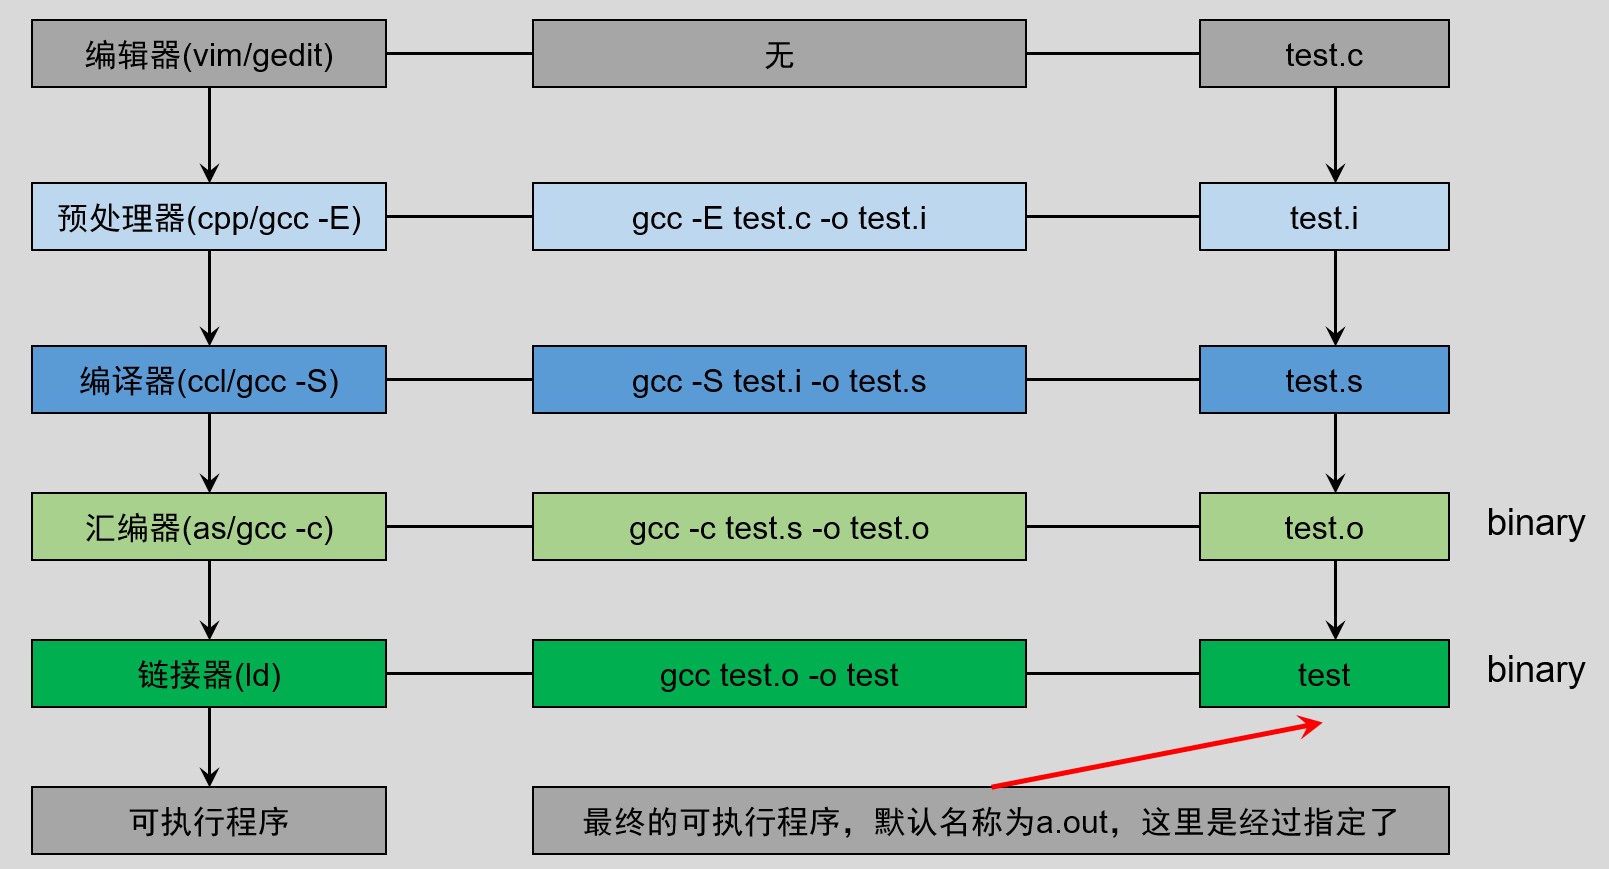 编辑器(vim/gedit)
无
test.c
预处理器(cpp/gcc -E)
gcc -E test.c -o test.i
test.i
编译器(ccl/gcc -S)
gcc -S test.i -o test.s
test.s
汇编器(as/gcc -c)
gcc -c test.s -o test.o
test.o
binary
链接器(ld)
gcc test.o -o test
test
binary
可执行程序
最终的可执行程序，默认名称为a.out，这里是经过指定了